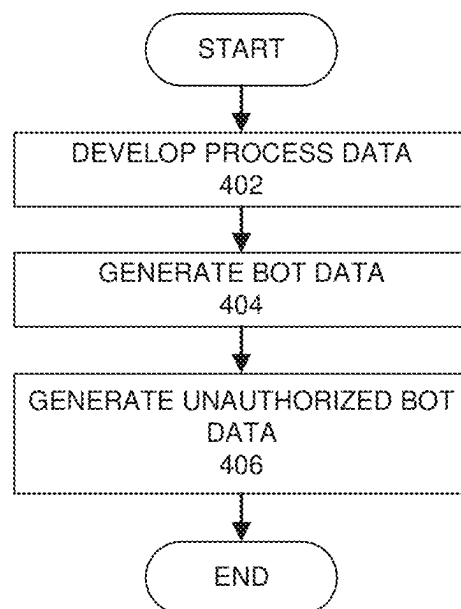 START
DEVELOP PROCESS DATA
402
GENERATE BOT DATA
404
GENERATE UNAUTHORIZED BOT
DATA
406
END